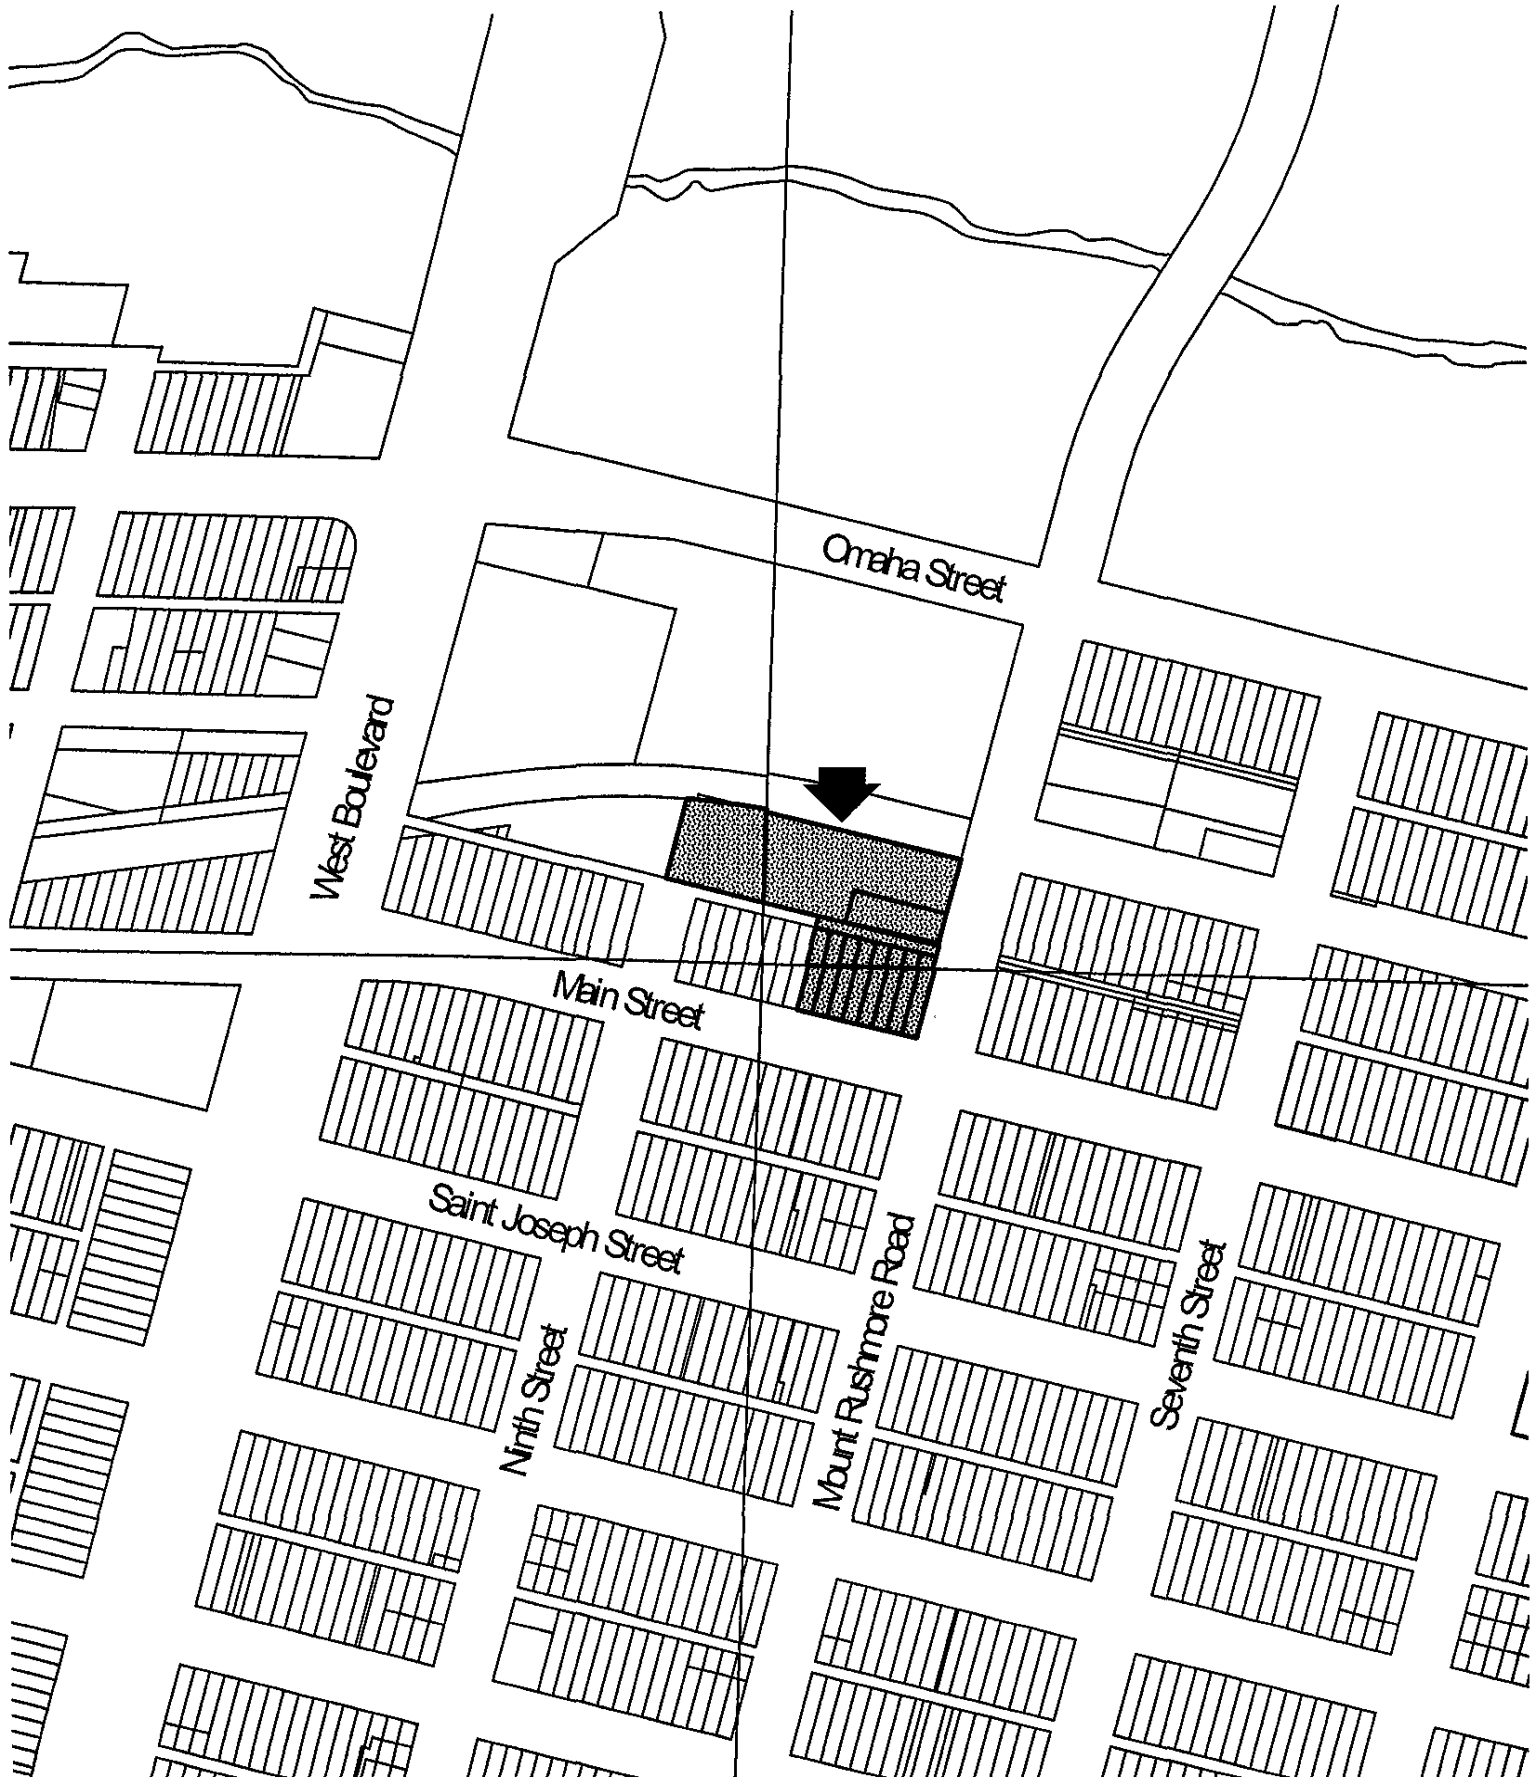 Omaha Street
West Boulevard
Main Street
Saint Joseph Street
Mount Rushmore Road
Seventh Street
Ninth Street